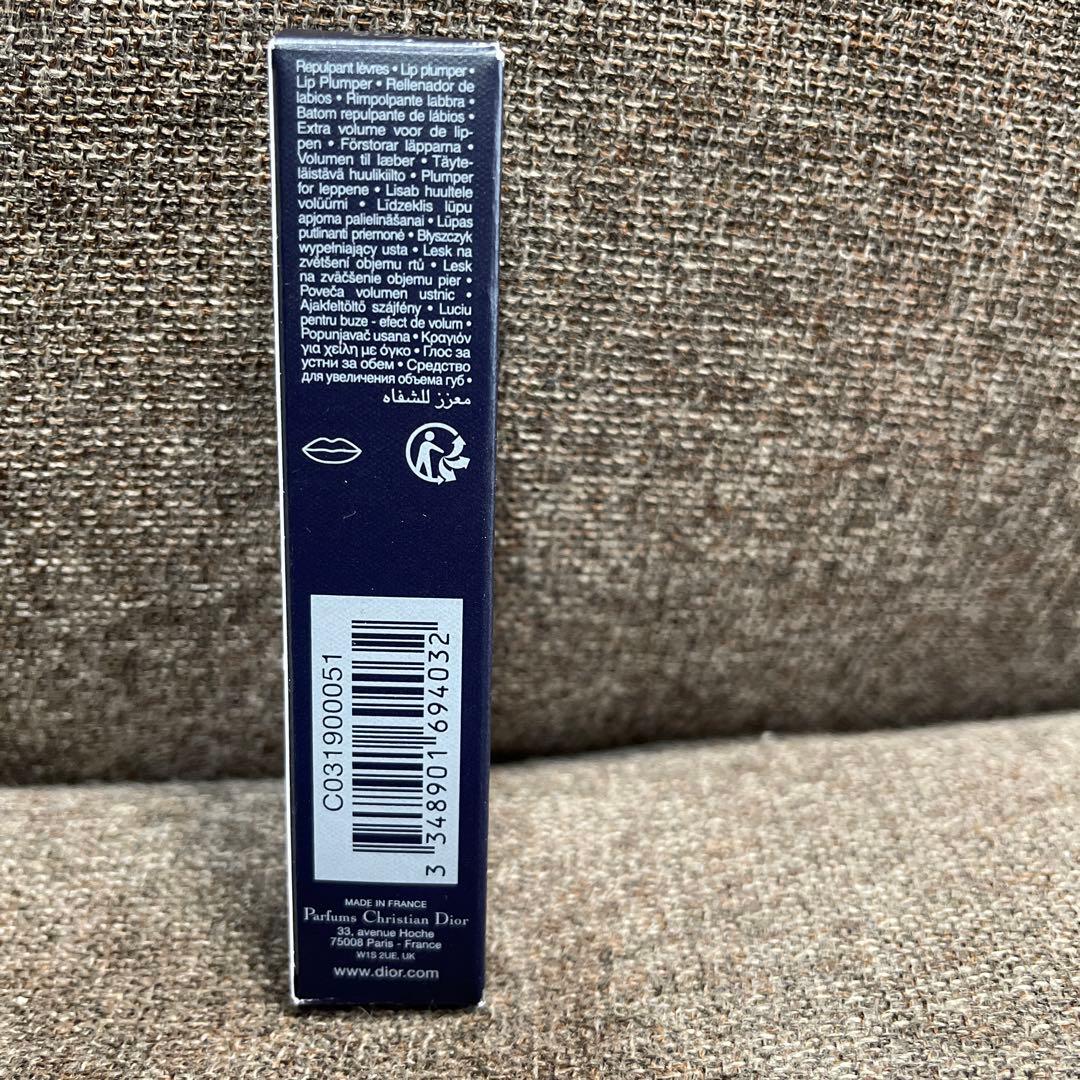 Repulpant lèvres • Lip plumper •
Lip Plumper • Rellenador de
labios • Rimpolpante labbra •
Batom repulpante de lábios •
Extra volume voor de lip-
pen • Förstorar läpparna •
Volumen til læber • Täyte-
läistävä huulikiilto • Plumper
for leppene • Lisab huultele
volüümi • Līdzeklis lūpu
apjoma palielināšanai • Lūpas
putlinanti priemonė • Błyszczyk
wypełniający usta • Lesk na
zvětšení objemu rtů • Lesk
na zväčšenie objemu pier •
Poveča volumen ustnic •
Ajakfeltöltő szájfény • Luciu
pentru buze - efect de volum •
Popunjavač usana • Κραγιόν
για χείλη με όγκο • Глос за
устни за обем • Средство
для увеличения объема губ •
معزز للشفاه
C031900051
3 348901 694032
MADE IN FRANCE
Parfums Christian Dior
33, avenue Hoche
75008 Paris - France
W1S 2UE, UK
www.dior.com